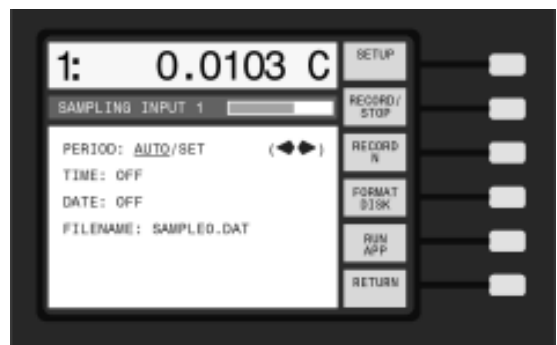 1: 0.0103 C
SAMPLING INPUT 1
PERIOD: AUTO/SET (◀▶)
TIME: OFF
DATE: OFF
FILENAME: SAMPLE0.DAT
SETUP
RECORD/
STOP
RECORD
N
FORMAT
DISK
RUN
APP
RETURN